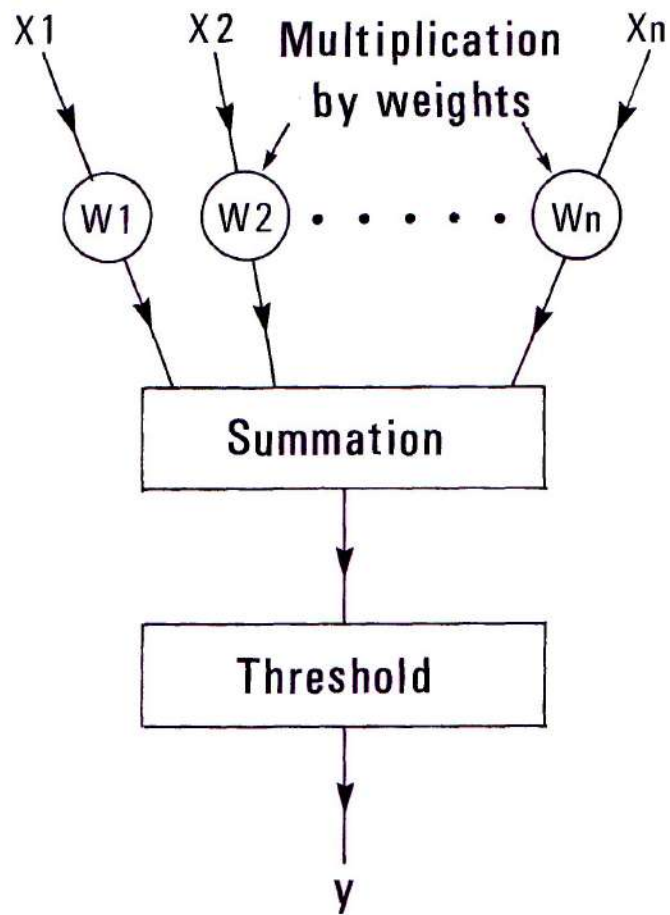 X1 X2 Multiplication Xn
by weights
W1 W2 Wn
Summation
Threshold
y